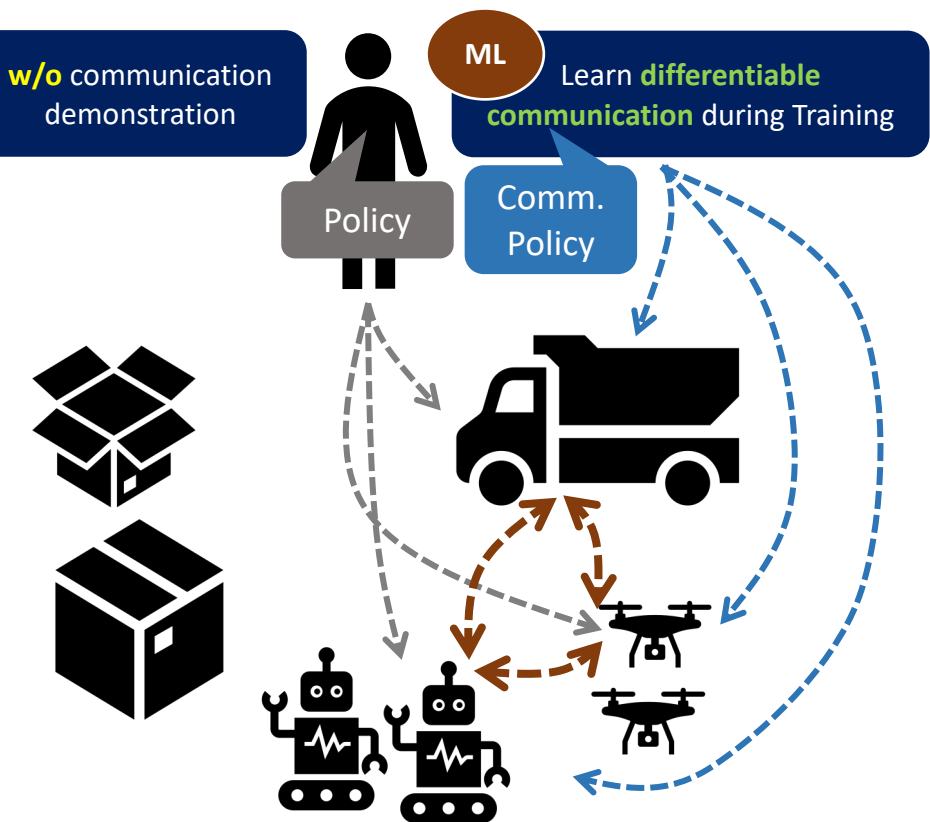 w/o communication
demonstration
ML
Learn differentiable
communication during Training
Policy
Comm.
Policy